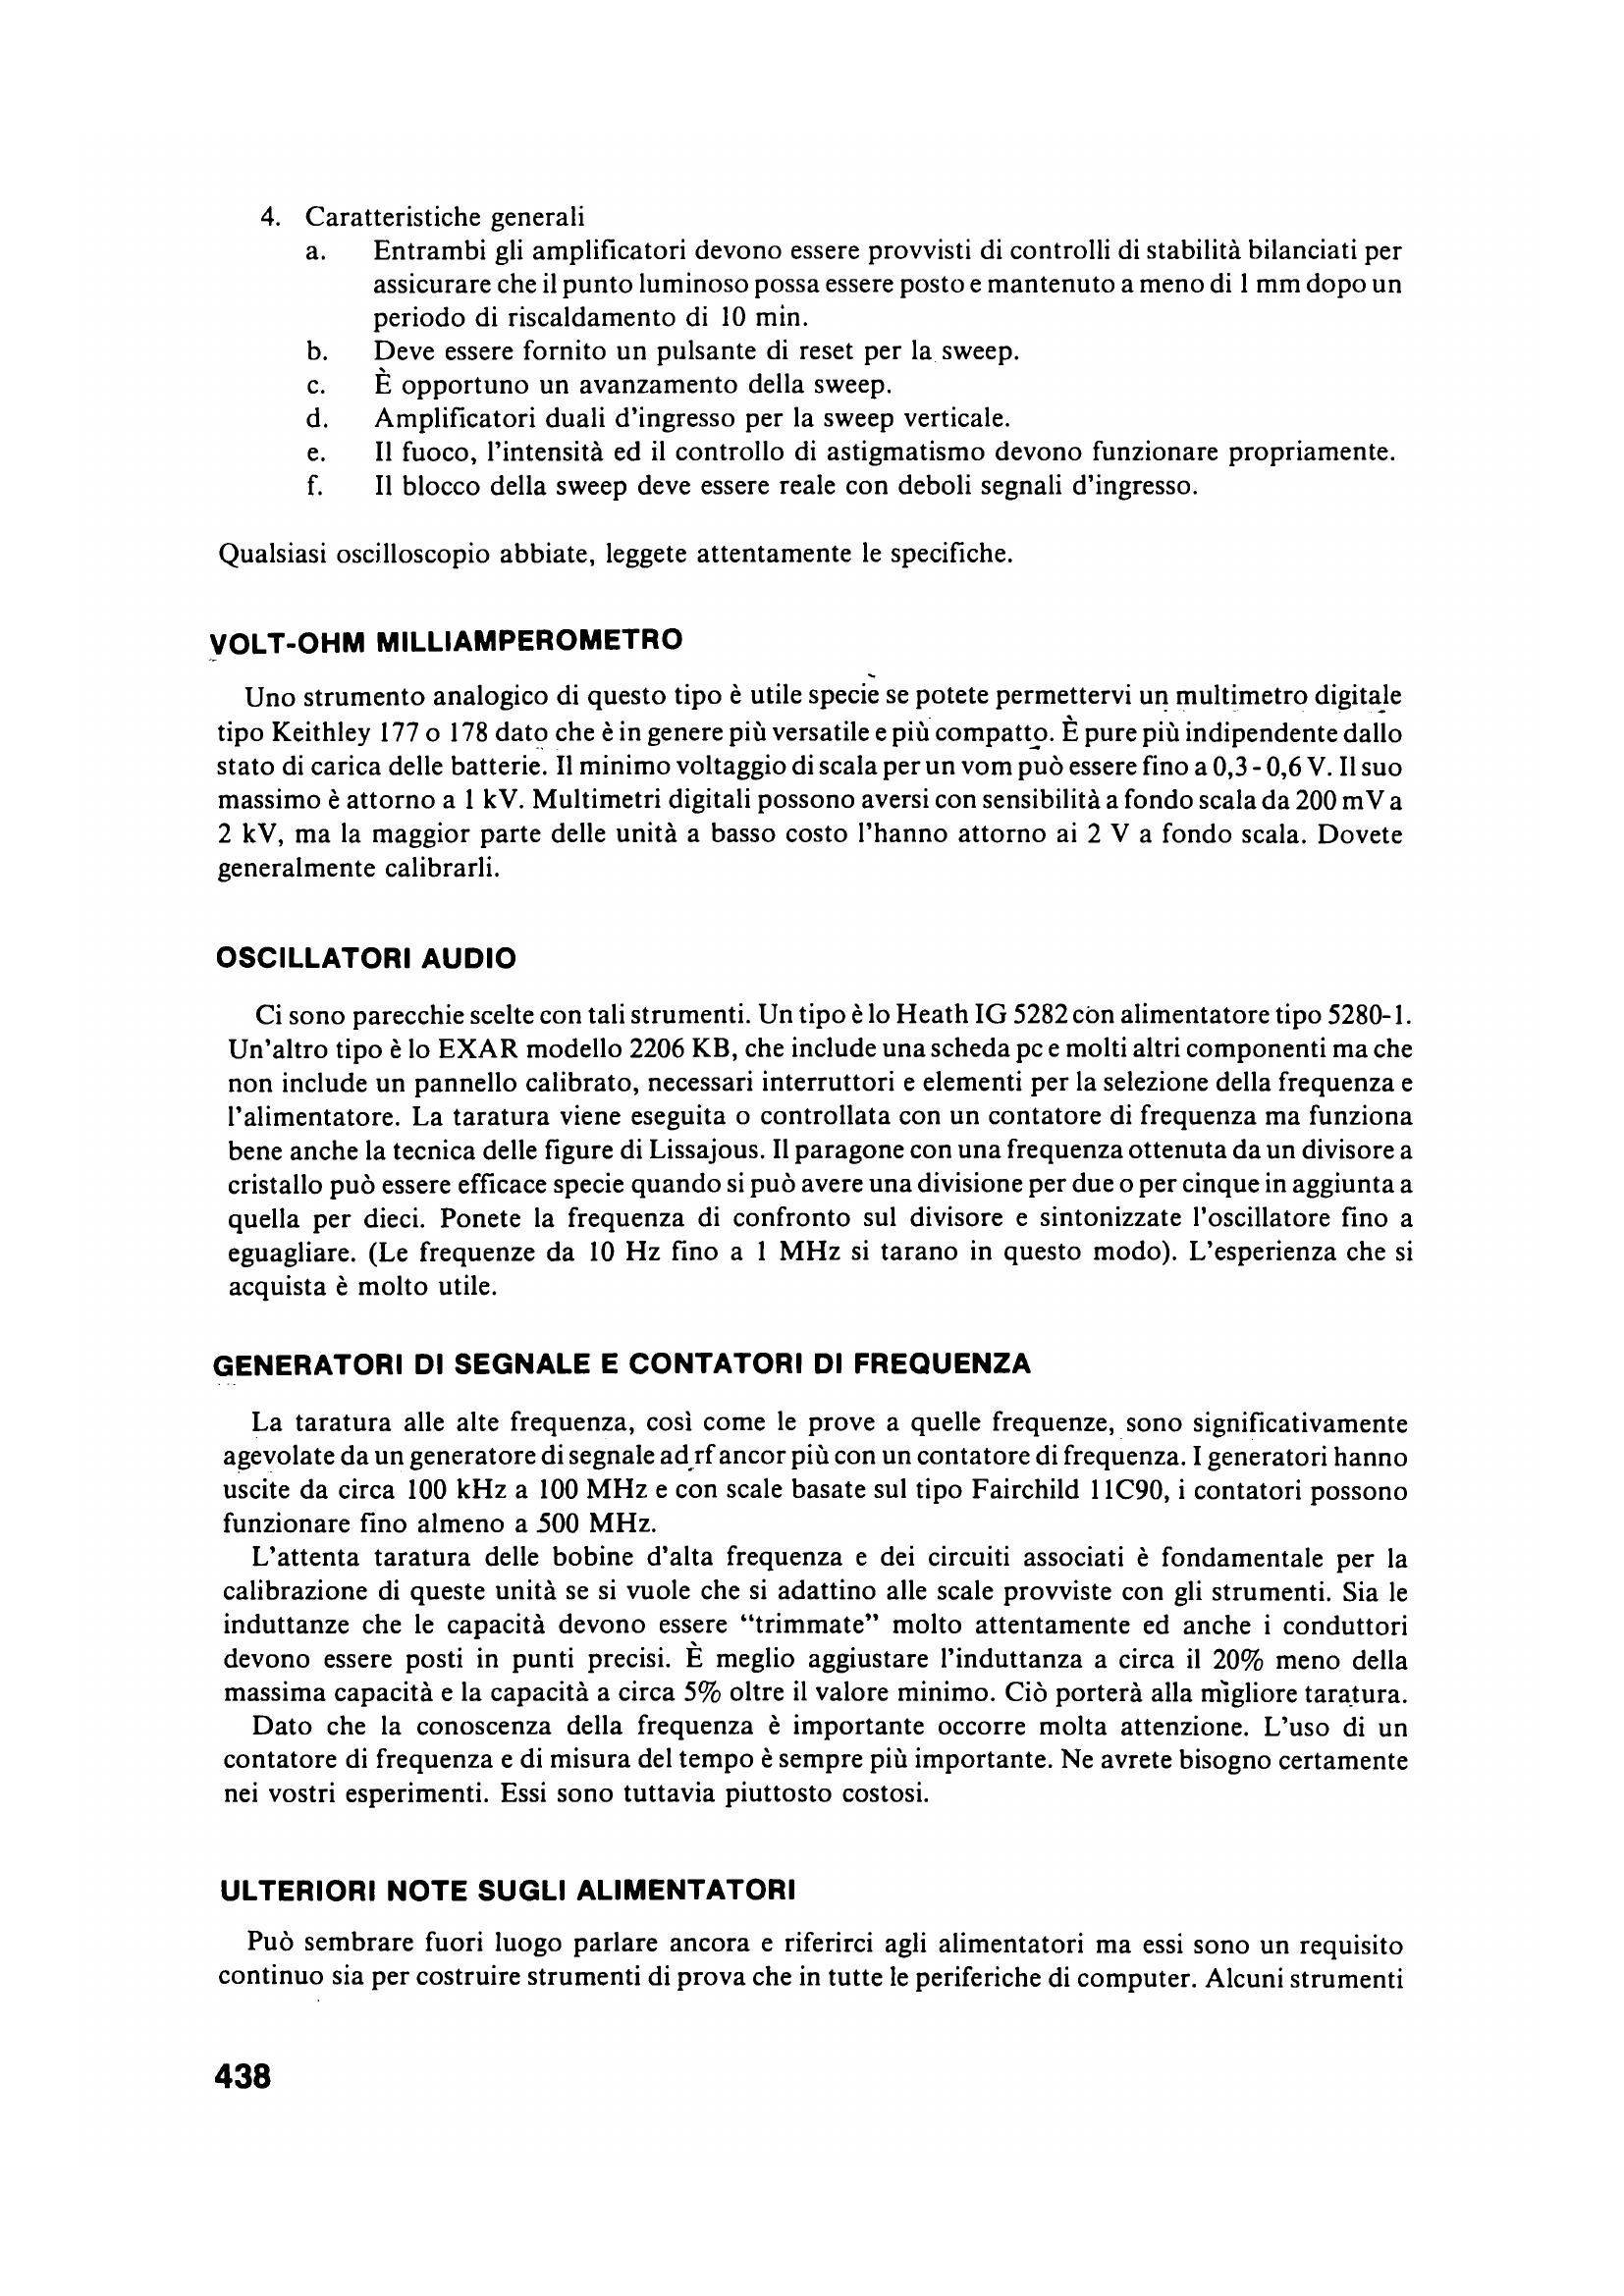 4. Caratteristiche generali
a. Entrambi gli amplificatori devono essere provvisti di controlli di stabilità bilanciati per
assicurare che il punto luminoso possa essere posto e mantenuto a meno di 1 mm dopo un
periodo di riscaldamento di 10 min.
b. Deve essere fornito un pulsante di reset per la sweep.
c. È opportuno un avanzamento della sweep.
d. Amplificatori duali d'ingresso per la sweep verticale.
e. Il fuoco, l'intensità ed il controllo di astigmatismo devono funzionare propriamente.
f. Il blocco della sweep deve essere reale con deboli segnali d'ingresso.
Qualsiasi oscilloscopio abbiate, leggete attentamente le specifiche.
VOLT-OHM MILLIAMPEROMETRO
Uno strumento analogico di questo tipo è utile specie se potete permettervi un multimetro digitale
tipo Keithley 177 o 178 dato che è in genere più versatile e più compatto. È pure più indipendente dallo
stato di carica delle batterie. Il minimo voltaggio di scala per un vom può essere fino a 0,3 - 0,6 V. Il suo
massimo è attorno a 1 kV. Multimetri digitali possono aversi con sensibilità a fondo scala da 200 mV a
2 kV, ma la maggior parte delle unità a basso costo l'hanno attorno ai 2 V a fondo scala. Dovete
generalmente calibrarli.
OSCILLATORI AUDIO
Ci sono parecchie scelte con tali strumenti. Un tipo è lo Heath IG 5282 con alimentatore tipo 5280-1.
Un'altro tipo è lo EXAR modello 2206 KB, che include una scheda pc e molti altri componenti ma che
non include un pannello calibrato, necessari interruttori e elementi per la selezione della frequenza e
l'alimentatore. La taratura viene eseguita o controllata con un contatore di frequenza ma funziona
bene anche la tecnica delle figure di Lissajous. Il paragone con una frequenza ottenuta da un divisore a
cristallo può essere efficace specie quando si può avere una divisione per due o per cinque in aggiunta a
quella per dieci. Ponete la frequenza di confronto sul divisore e sintonizzate l'oscillatore fino a
eguagliare. (Le frequenze da 10 Hz fino a 1 MHz si tarano in questo modo). L'esperienza che si
acquista è molto utile.
GENERATORI DI SEGNALE E CONTATORI DI FREQUENZA
La taratura alle alte frequenza, così come le prove a quelle frequenze, sono significativamente
agevolate da un generatore di segnale ad rf ancor più con un contatore di frequenza. I generatori hanno
uscite da circa 100 kHz a 100 MHz e con scale basate sul tipo Fairchild 11C90, i contatori possono
funzionare fino almeno a 500 MHz.
L'attenta taratura delle bobine d'alta frequenza e dei circuiti associati è fondamentale per la
calibrazione di queste unità se si vuole che si adattino alle scale provviste con gli strumenti. Sia le
induttanze che le capacità devono essere “trimmate” molto attentamente ed anche i conduttori
devono essere posti in punti precisi. È meglio aggiustare l'induttanza a circa il 20% meno della
massima capacità e la capacità a circa 5% oltre il valore minimo. Ciò porterà alla migliore taratura.
Dato che la conoscenza della frequenza è importante occorre molta attenzione. L'uso di un
contatore di frequenza e di misura del tempo è sempre più importante. Ne avrete bisogno certamente
nei vostri esperimenti. Essi sono tuttavia piuttosto costosi.
ULTERIORI NOTE SUGLI ALIMENTATORI
Può sembrare fuori luogo parlare ancora e riferirci agli alimentatori ma essi sono un requisito
continuo sia per costruire strumenti di prova che in tutte le periferiche di computer. Alcuni strumenti
438